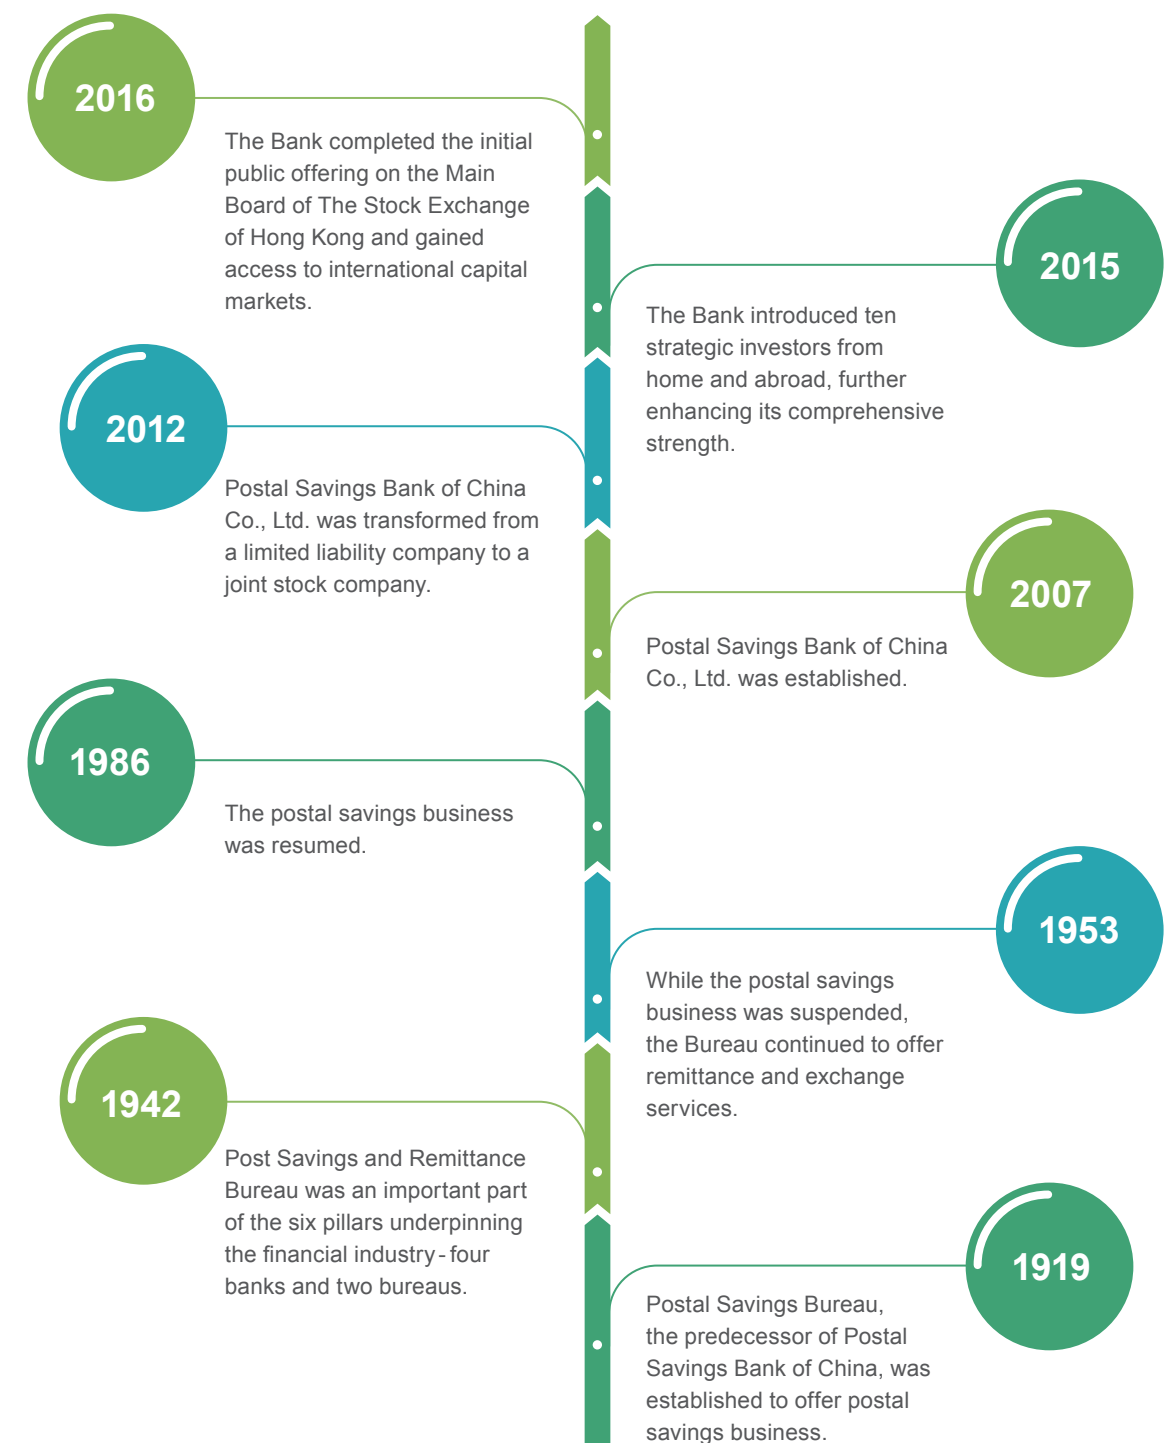 2016
The Bank completed the initial
public offering on the Main
Board of The Stock Exchange
of Hong Kong and gained
access to international capital
markets.
2015
The Bank introduced ten
strategic investors from
home and abroad, further
enhancing its comprehensive
strength.
2012
Postal Savings Bank of China
Co., Ltd. was transformed from
a limited liability company to a
joint stock company.
2007
Postal Savings Bank of China
Co., Ltd. was established.
1986
The postal savings business
was resumed.
1953
While the postal savings
business was suspended,
the Bureau continued to offer
remittance and exchange
services.
1942
Post Savings and Remittance
Bureau was an important part
of the six pillars underpinning
the financial industry - four
banks and two bureaus.
1919
Postal Savings Bureau,
the predecessor of Postal
Savings Bank of China, was
established to offer postal
savings business.